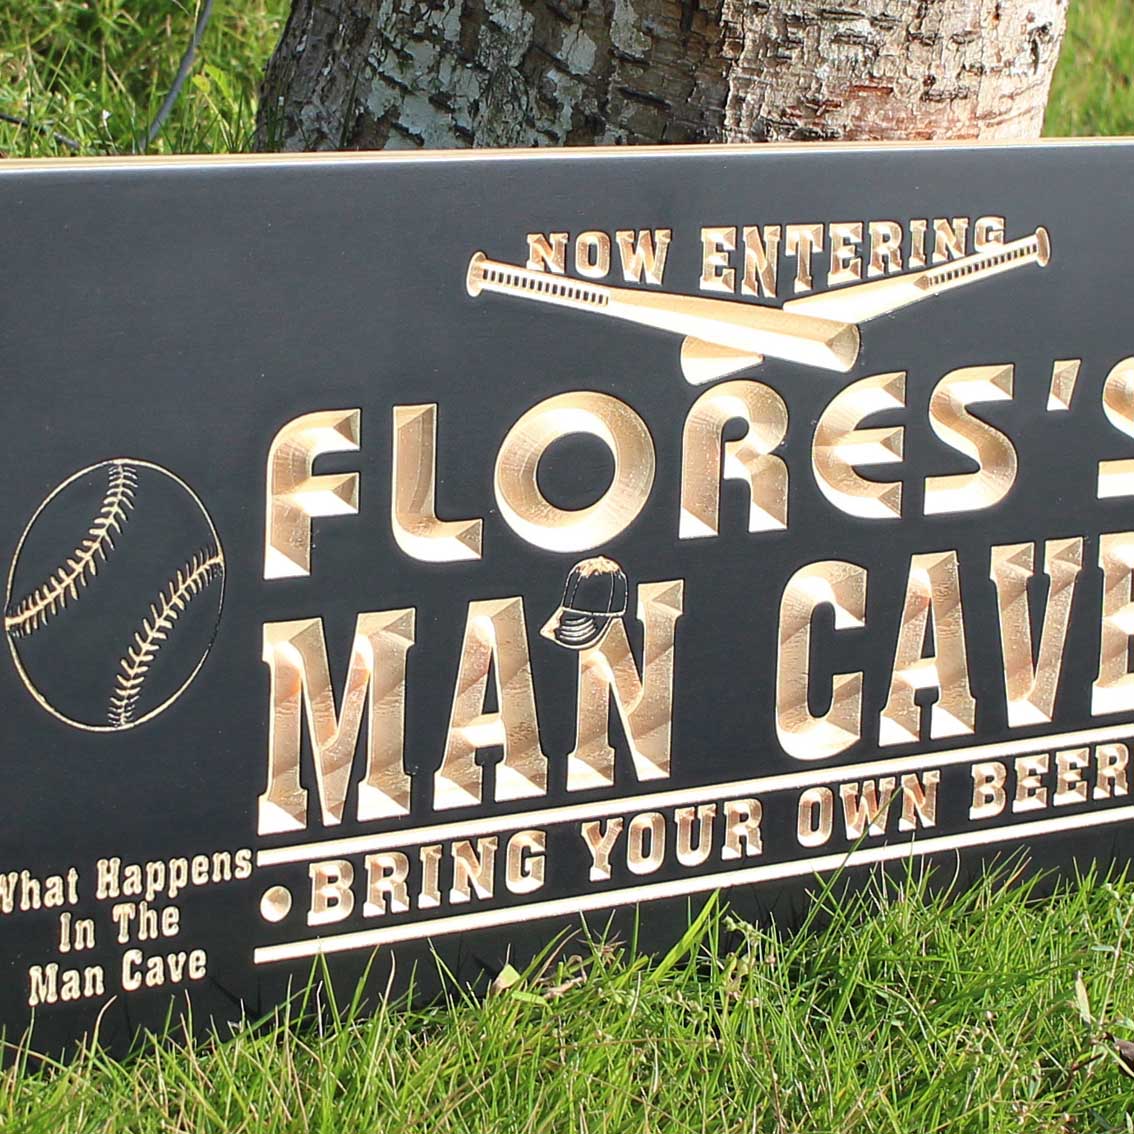 NOW ENTERING
FLORES'S
MAN CAVE
• BRING YOUR OWN BEER
What Happens
In The
Man Cave